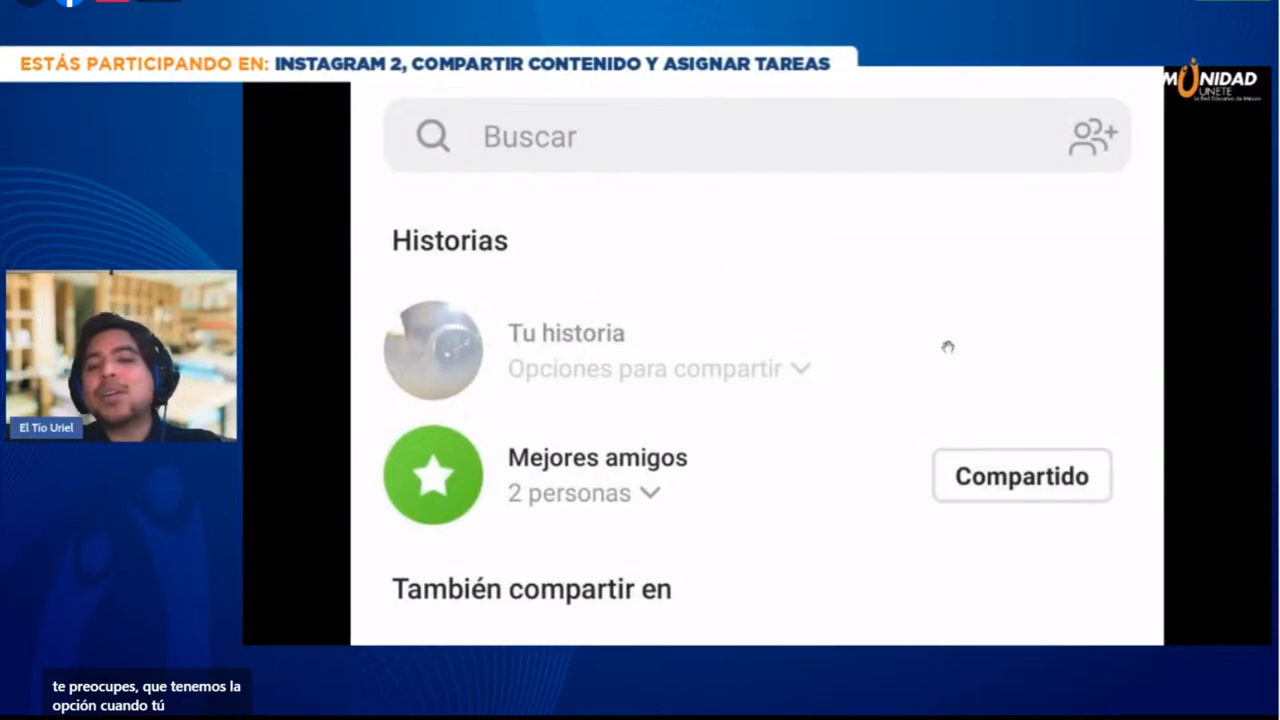 ESTÁS PARTICIPANDO EN: INSTAGRAM 2, COMPARTIR CONTENIDO Y ASIGNAR TAREAS
MUNIDAD
UNETE
Buscar
Historias
Tu historia
Opciones para compartir
Mejores amigos
2 personas
Compartido
También compartir en
El Tío Uriel
te preocupes, que tenemos la
opción cuando tú